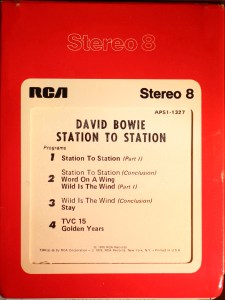 Stereo 8
RCA Stereo 8
APS1-1327
DAVID BOWIE
STATION TO STATION
Programs
1 Station To Station (Part I)
2 Station To Station (Conclusion)
Word On A Wing
Wild Is The Wind (Part I)
3 Wild Is The Wind (Conclusion)
Stay
4 TVC 15
Golden Years